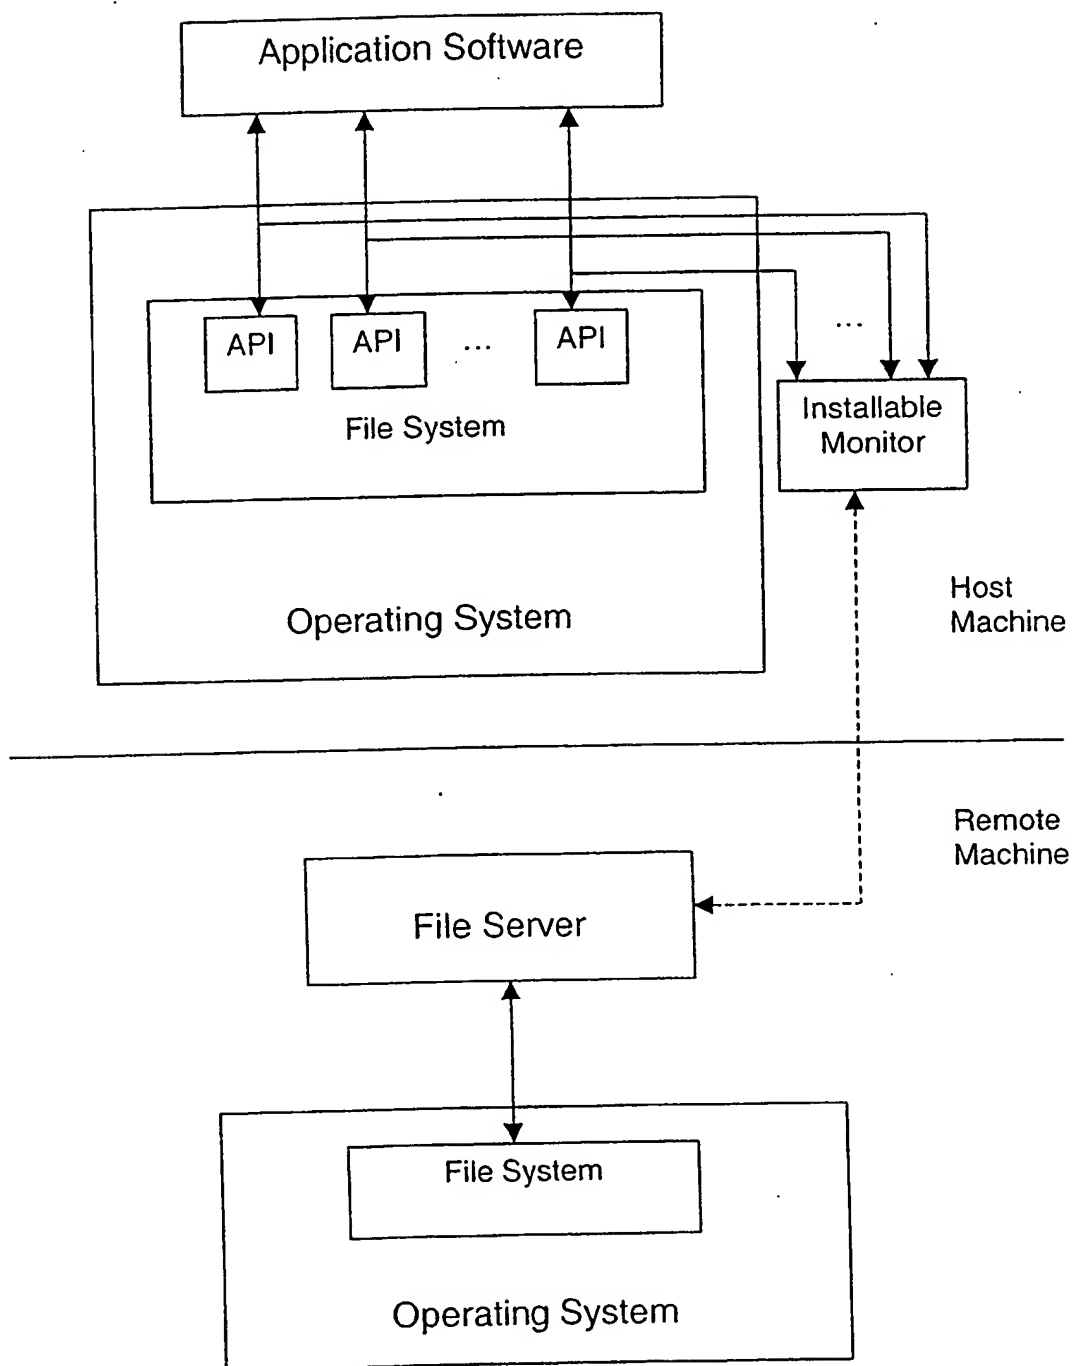 Application Software
API
API
...
API
...
File System
Installable
Monitor
Operating System
Host
Machine
Remote
Machine
File Server
File System
Operating System